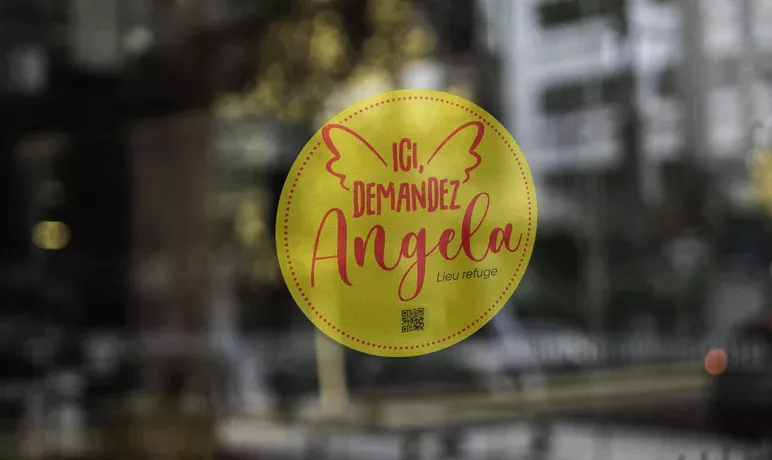 ICI,
DEMANDEZ
Angela
Lieu refuge